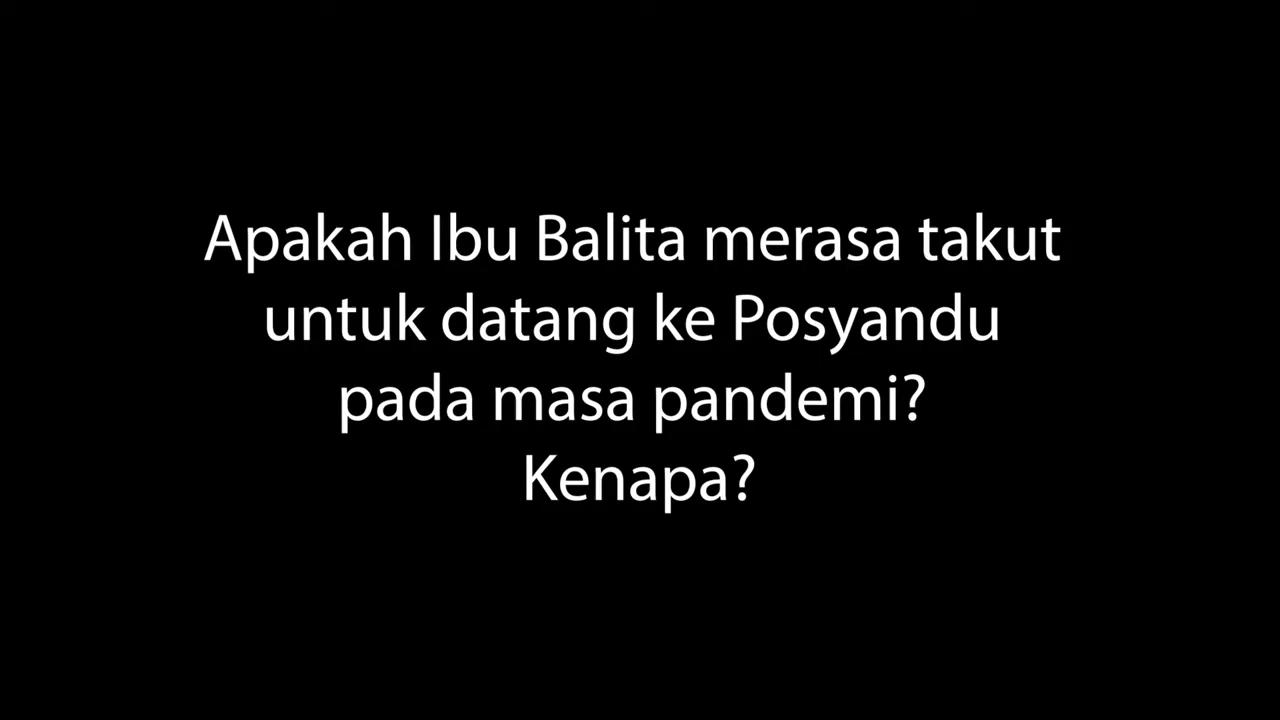 Apakah Ibu Balita merasa takut
untuk datang ke Posyandu
pada masa pandemi?
Kenapa?